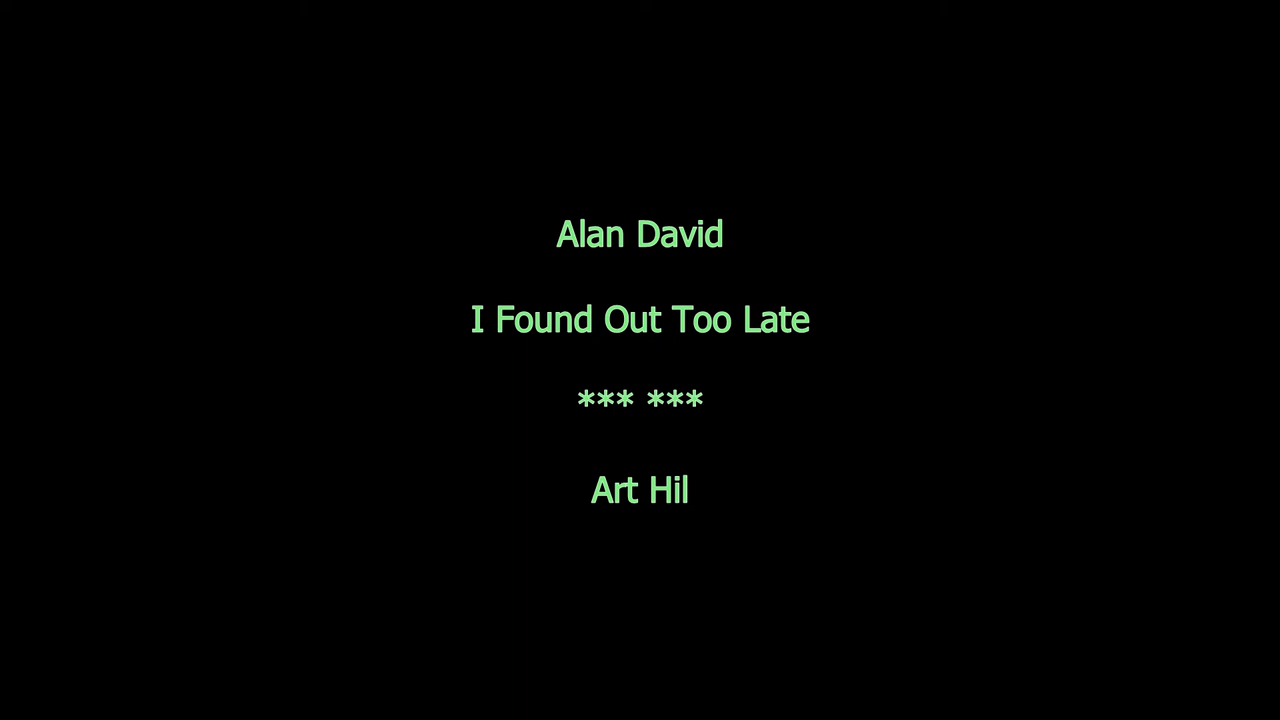 Alan David
I Found Out Too Late
*** ***
Art Hil